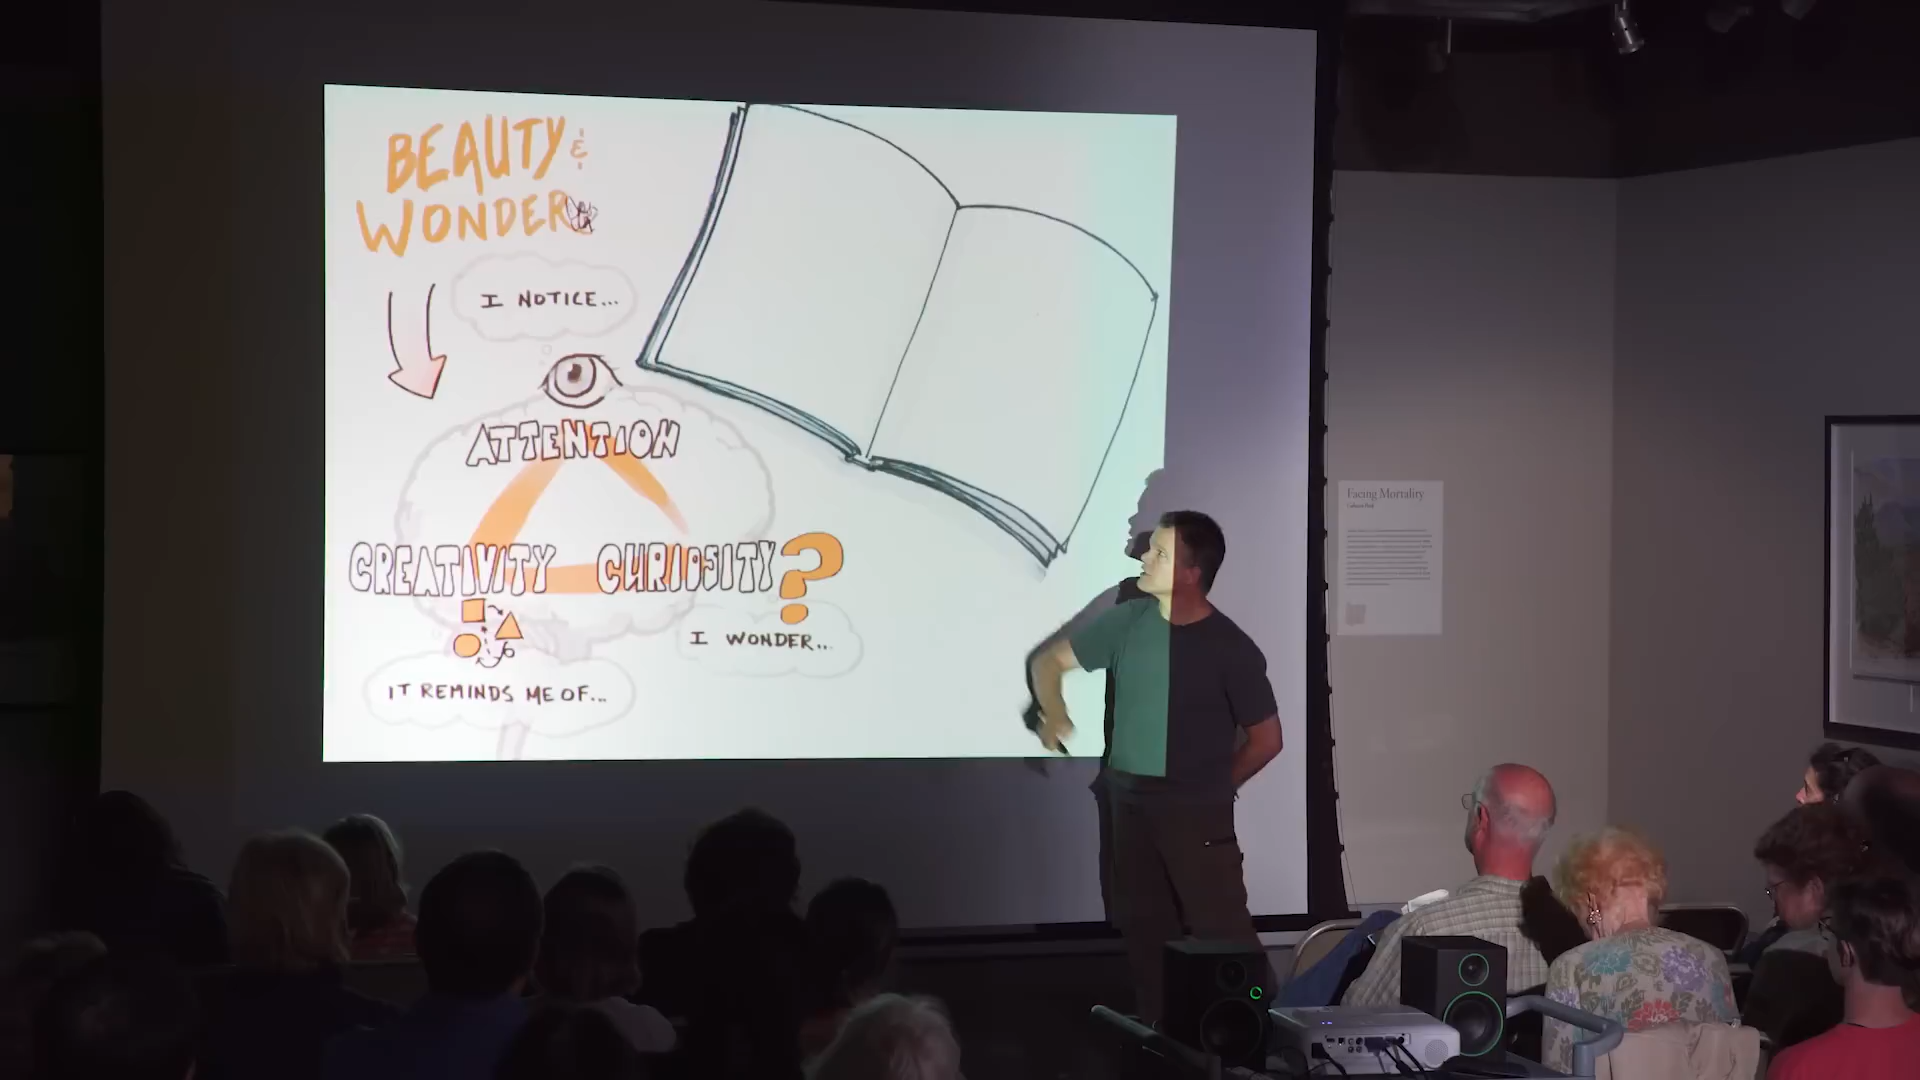 BEAUTY &
WONDER
I NOTICE...
ATTENTION
CREATIVITY CURIOSITY?
I WONDER...
IT REMINDS ME OF...
Facing Mortality